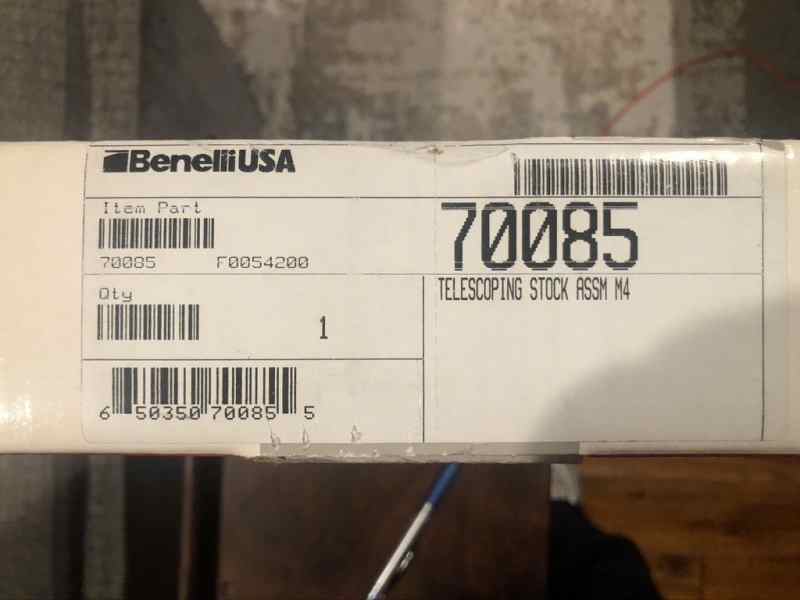 BenelliUSA
Item Part
70085 F0054200
70085
TELESCOPING STOCK ASSM M4
Qty
1
6 50350 70085 5